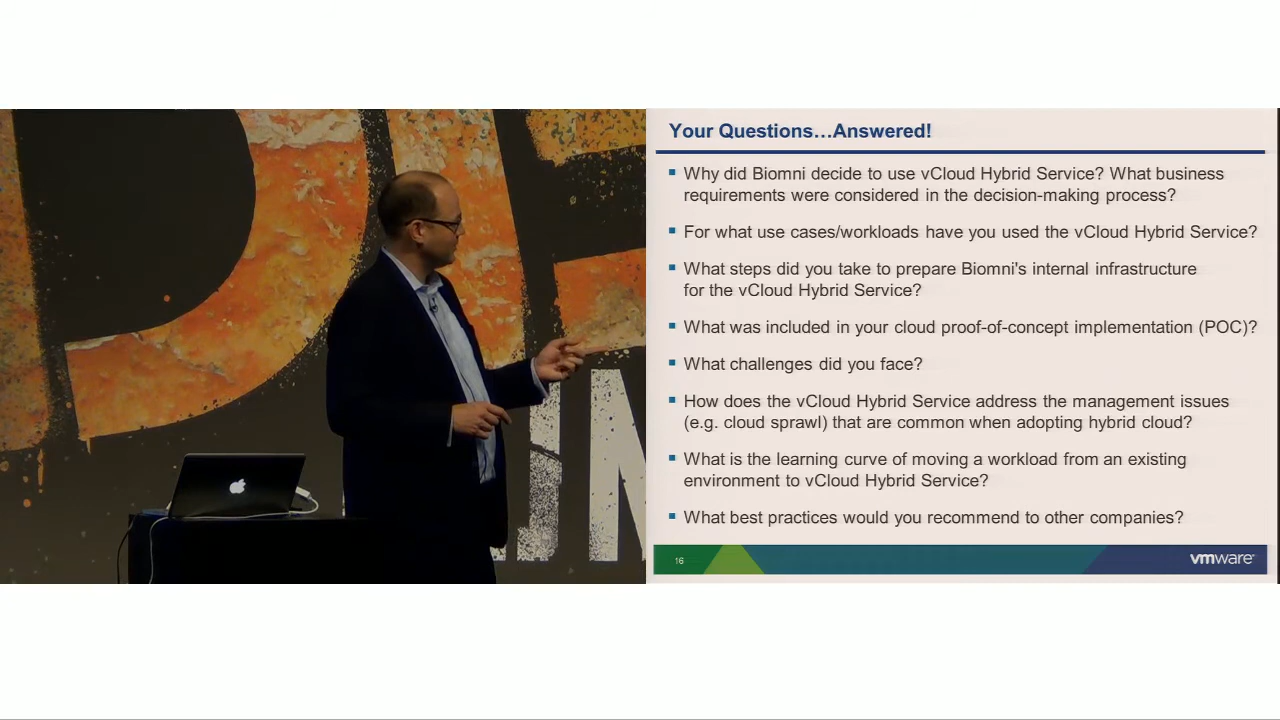 Your Questions…Answered!
Why did Biomni decide to use vCloud Hybrid Service? What business
requirements were considered in the decision-making process?
For what use cases/workloads have you used the vCloud Hybrid Service?
What steps did you take to prepare Biomni's internal infrastructure
for the vCloud Hybrid Service?
What was included in your cloud proof-of-concept implementation (POC)?
What challenges did you face?
How does the vCloud Hybrid Service address the management issues
(e.g. cloud sprawl) that are common when adopting hybrid cloud?
What is the learning curve of moving a workload from an existing
environment to vCloud Hybrid Service?
What best practices would you recommend to other companies?
16
vmware